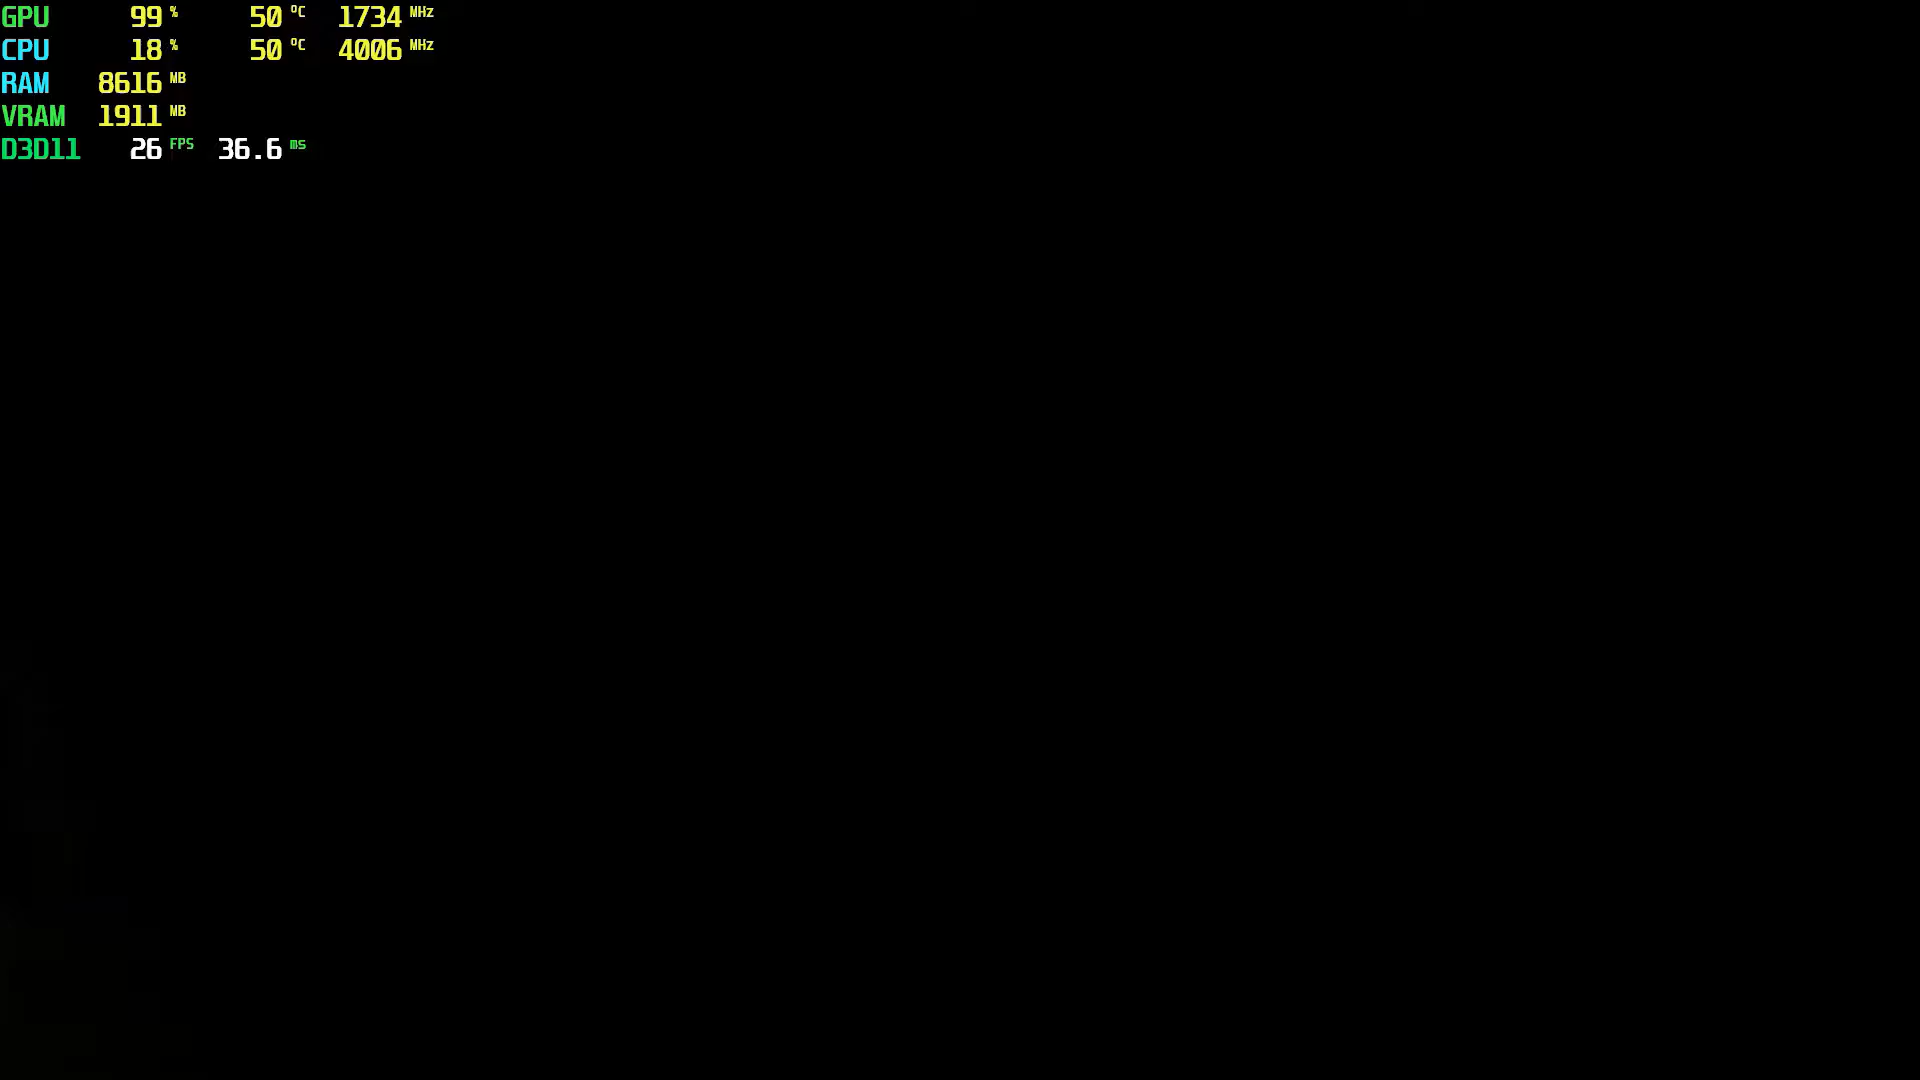 GPU 99 % 50 °C 1734 MHz
CPU 18 % 50 °C 4006 MHz
RAM 8616 MB
VRAM 1911 MB
D3D11 26 FPS 36.6 ms